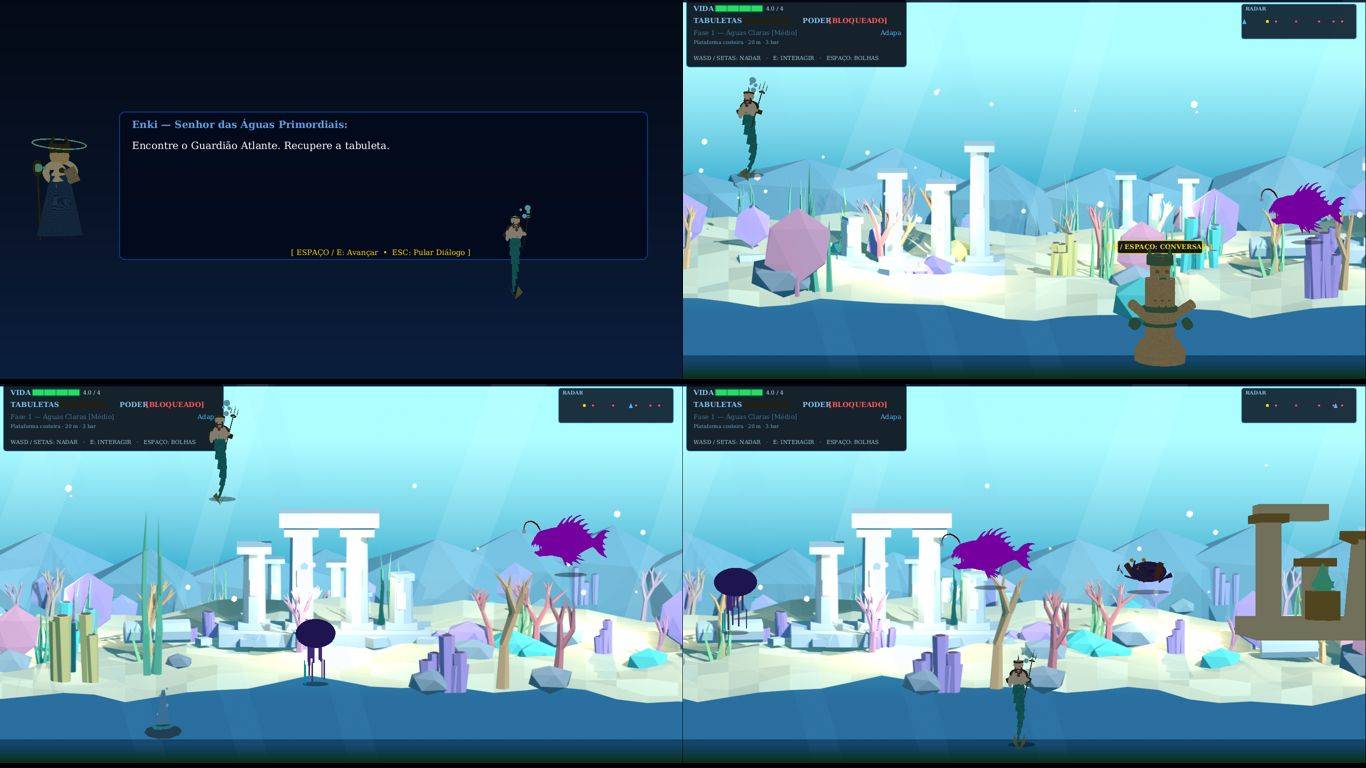 Enki — Senhor das Águas Primordiais:
Encontre o Guardião Atlante. Recupere a tabuleta.
[ ESPAÇO / E: Avançar • ESC: Pular Diálogo ]
VIDA 4.0 / 4
TABULETAS PODER[BLOQUEADO]
Fase 1 — Águas Claras [Médio] Adapa
Plataforma costeira · 20 m · 3 bar
WASD / SETAS: NADAR · E: INTERAGIR · ESPAÇO: BOLHAS
RADAR
/ ESPAÇO: CONVERSA
VIDA 4.0 / 4
TABULETAS PODER[BLOQUEADO]
Fase 1 — Águas Claras [Médio] Adap
Plataforma costeira · 20 m · 3 bar
WASD / SETAS: NADAR · E: INTERAGIR · ESPAÇO: BOLHAS
RADAR
VIDA 4.0 / 4
TABULETAS PODER[BLOQUEADO]
Fase 1 — Águas Claras [Médio] Adapa
Plataforma costeira · 20 m · 3 bar
WASD / SETAS: NADAR · E: INTERAGIR · ESPAÇO: BOLHAS
RADAR